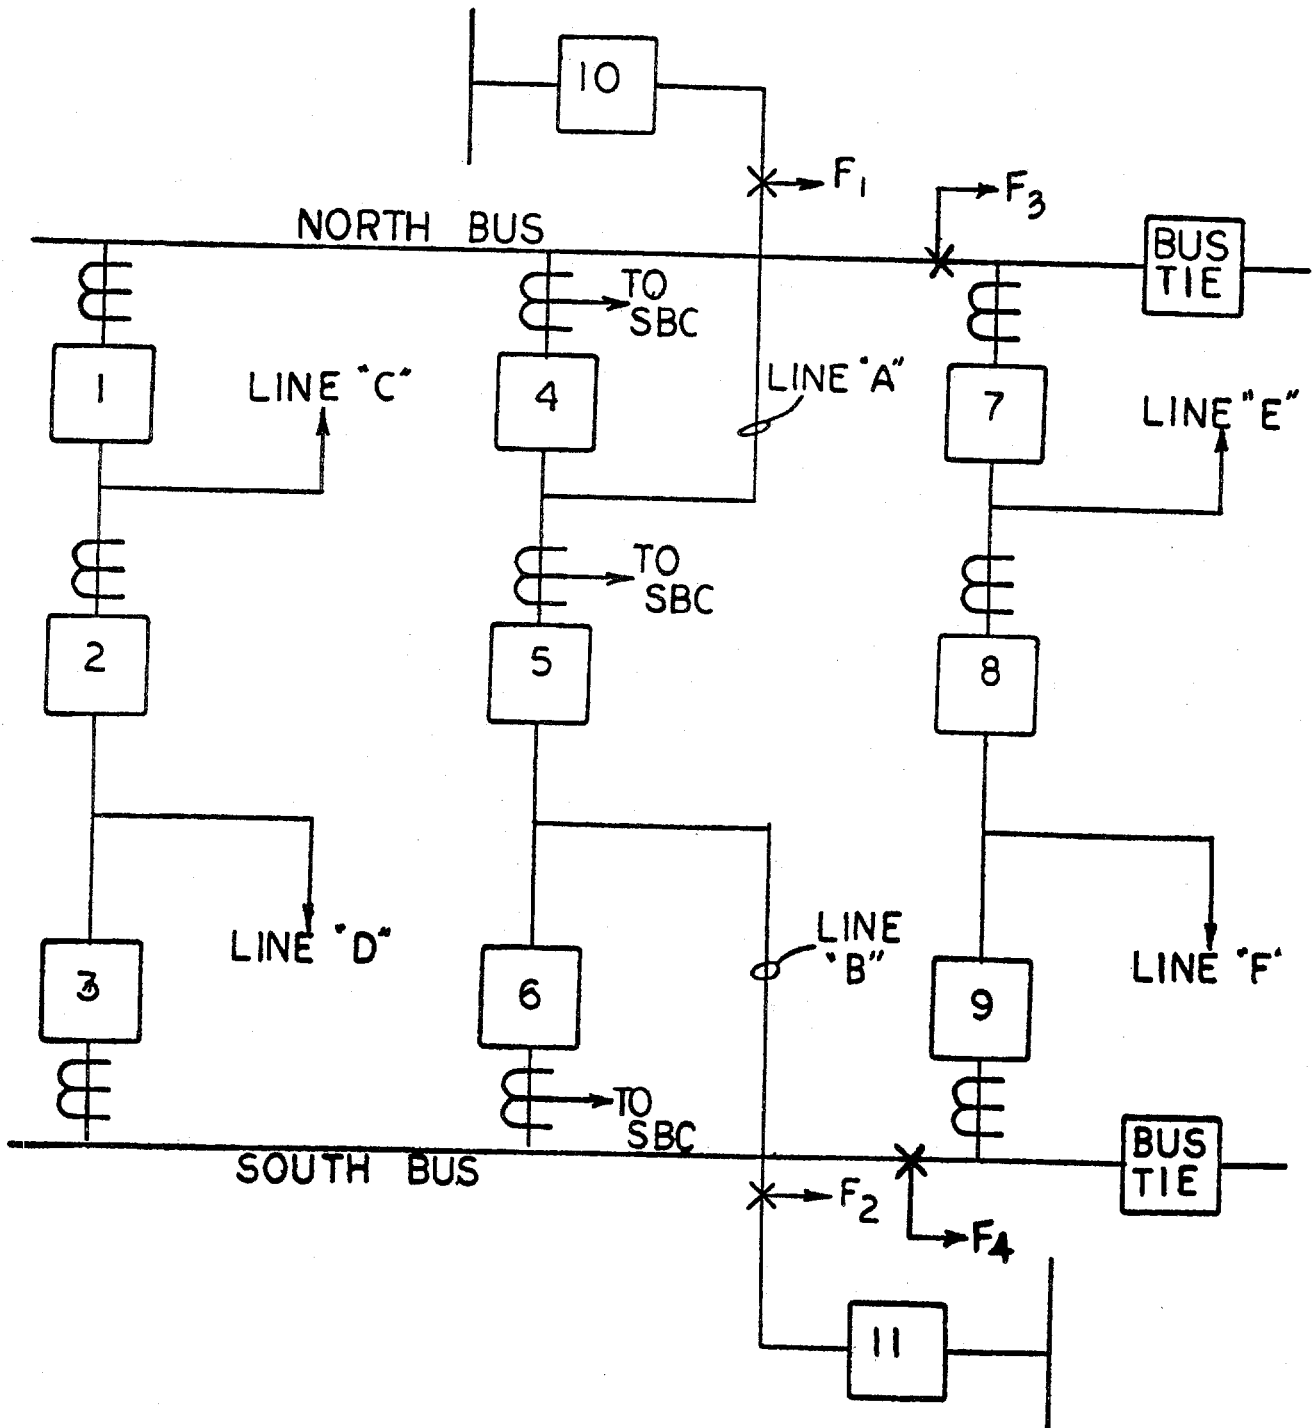 10
F1
F3
NORTH BUS
BUS
TIE
TO
SBC
1
LINE "C"
4
LINE "A"
7
LINE "E"
TO
SBC
2
5
8
LINE "D"
LINE
"B"
LINE "F"
3
6
9
TO
SBC
SOUTH BUS
BUS
TIE
F2
F4
11